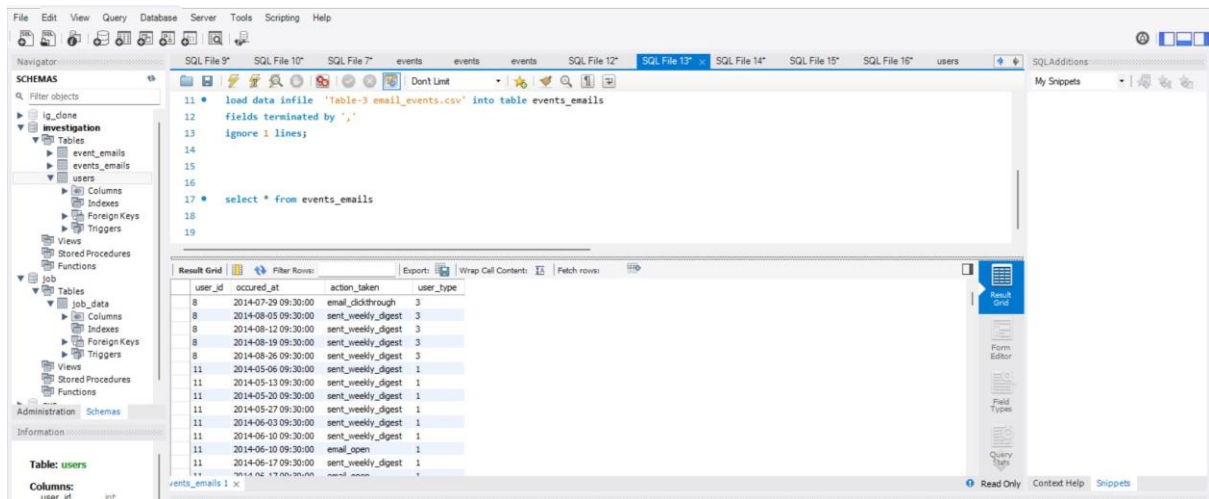 File Edit View Query Database Server Tools Scripting Help
Navigator
SCHEMAS
Filter objects
ig_clone
investigation
Tables
event_emails
events_emails
users
Columns
Indexes
Foreign Keys
Triggers
Views
Stored Procedures
Functions
job
Tables
job_data
Columns
Indexes
Foreign Keys
Triggers
Views
Stored Procedures
Functions
Administration Schemas
Information
Table: users
Columns:
user_id int
SQL File 9* SQL File 10* SQL File 7* events events events SQL File 12* SQL File 13* SQL File 14* SQL File 15* SQL File 16* users
Don't Limit
11 load data infile 'Table-3 email_events.csv' into table events_emails
12 fields terminated by ','
13 ignore 1 lines;
14
15
16
17 select * from events_emails
18
19
Result Grid Filter Rows: Export: Wrap Cell Content: Fetch rows:
user_id occured_at action_taken user_type
8 2014-07-29 09:30:00 email_clickthrough 3
8 2014-08-05 09:30:00 sent_weekly_digest 3
8 2014-08-12 09:30:00 sent_weekly_digest 3
8 2014-08-19 09:30:00 sent_weekly_digest 3
8 2014-08-26 09:30:00 sent_weekly_digest 3
11 2014-05-06 09:30:00 sent_weekly_digest 1
11 2014-05-13 09:30:00 sent_weekly_digest 1
11 2014-05-20 09:30:00 sent_weekly_digest 1
11 2014-05-27 09:30:00 sent_weekly_digest 1
11 2014-06-03 09:30:00 sent_weekly_digest 1
11 2014-06-10 09:30:00 sent_weekly_digest 1
11 2014-06-10 09:30:00 email_open 1
11 2014-06-17 09:30:00 sent_weekly_digest 1
11 2014-06-17 09:30:00 email_open 1
vents_emails 1
Result Grid
Form Editor
Field Types
Query Stats
Read Only
SQLAdditions
My Snippets
Context Help Snippets